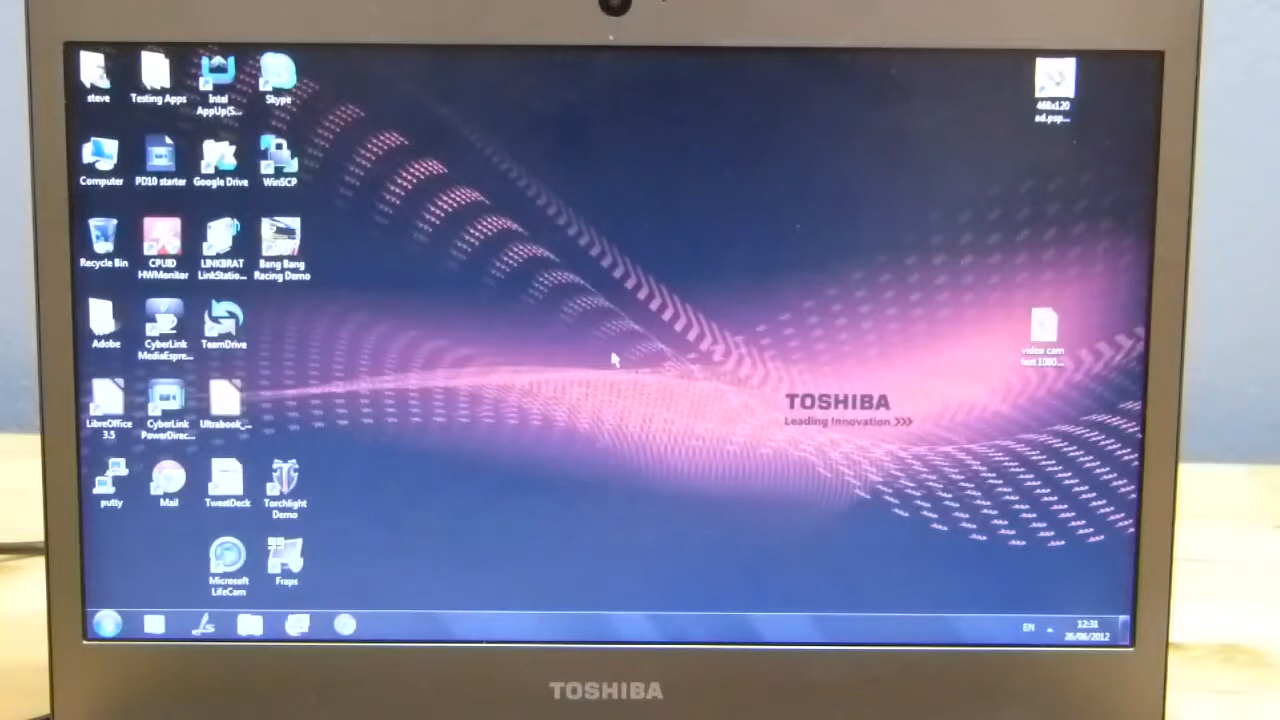 steve
Testing Apps
Intel
AppUp(S...
Skype
468x120
ad.psp...
Computer
PD10 starter
Google Drive
WinSCP
Recycle Bin
CPUID
HWMonitor
LINKBRAT
LinkStatio...
Bang Bang
Racing Demo
Adobe
CyberLink
MediaEspre...
TeamDrive
video cam
test 1080...
LibreOffice
3.5
CyberLink
PowerDirec...
Ultrabook_...
TOSHIBA
Leading Innovation >>>
putty
Mail
TweetDeck
Torchlight
Demo
Microsoft
LifeCam
99
Fraps
EN
12:31
26/06/2012
TOSHIBA